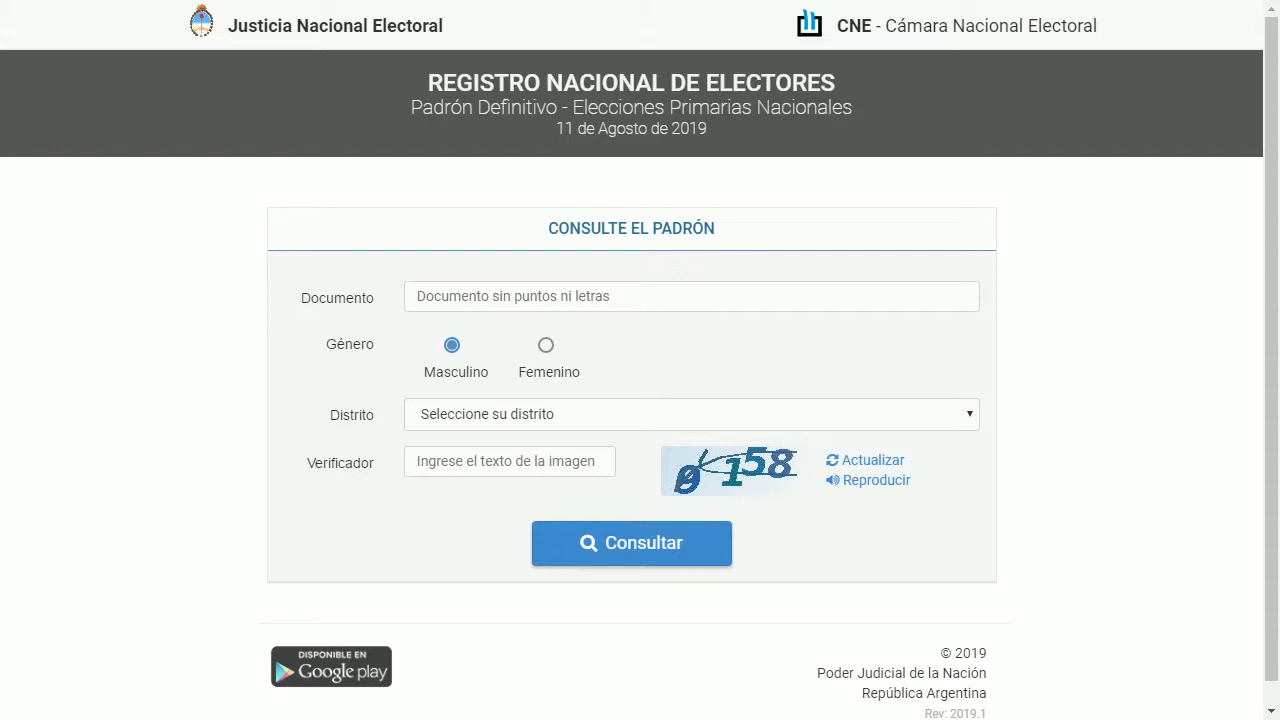 Justicia Nacional Electoral
CNE - Cámara Nacional Electoral
REGISTRO NACIONAL DE ELECTORES
Padrón Definitivo - Elecciones Primarias Nacionales
11 de Agosto de 2019
CONSULTE EL PADRÓN
Documento
Documento sin puntos ni letras
Género
Masculino
Femenino
Distrito
Seleccione su distrito
Verificador
Ingrese el texto de la imagen
Actualizar
Reproducir
Consultar
DISPONIBLE EN
Google play
© 2019
Poder Judicial de la Nación
República Argentina
Rev: 2019.1